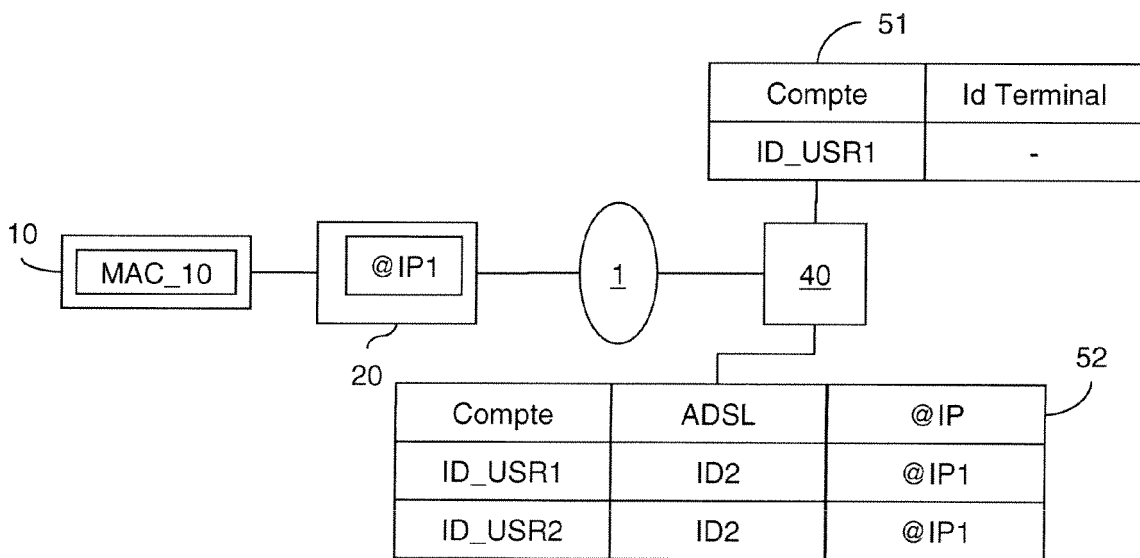 51
Compte Id Terminal
ID_USR1 -
10
MAC_10
@IP1
1
40
20
52
Compte ADSL @IP
ID_USR1 ID2 @IP1
ID_USR2 ID2 @IP1